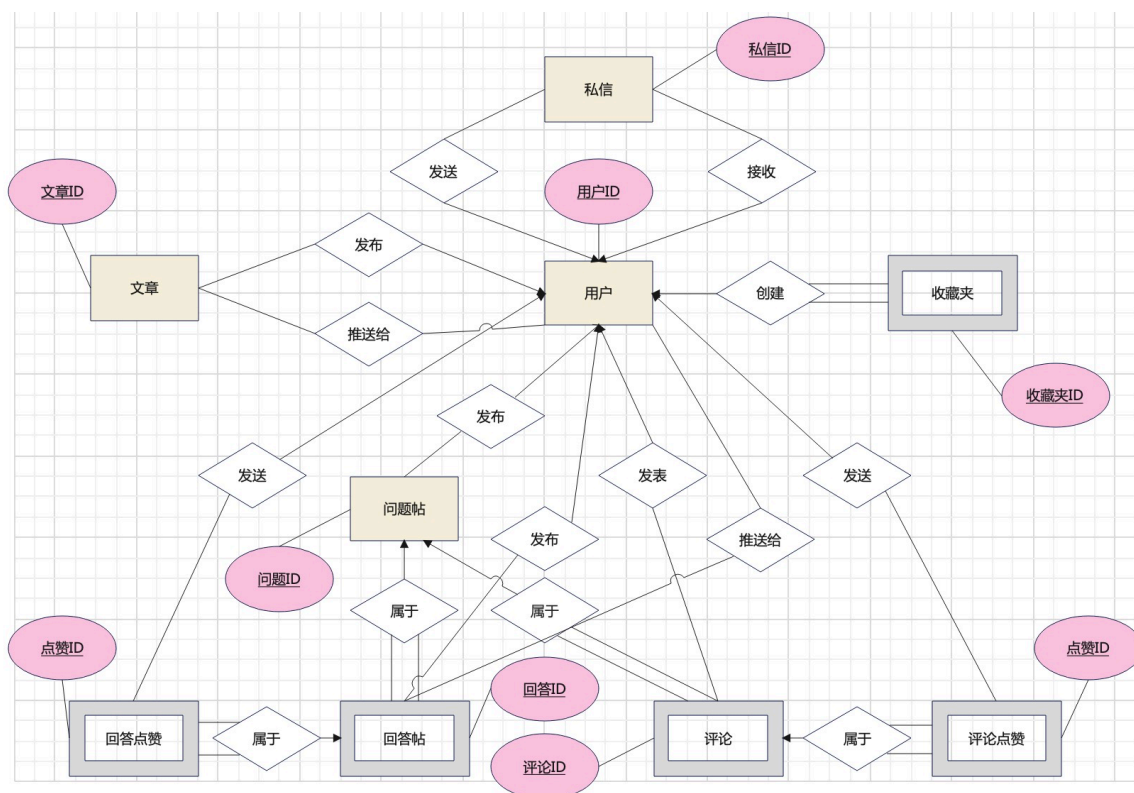 私信ID
私信
发送
接收
文章ID
用户ID
发布
文章
用户
创建
收藏夹
推送给
收藏夹ID
发布
发送
发表
发送
问题帖
发布
推送给
问题ID
属于
属于
点赞ID
点赞ID
回答ID
回答点赞
属于
回答帖
评论
属于
评论点赞
评论ID